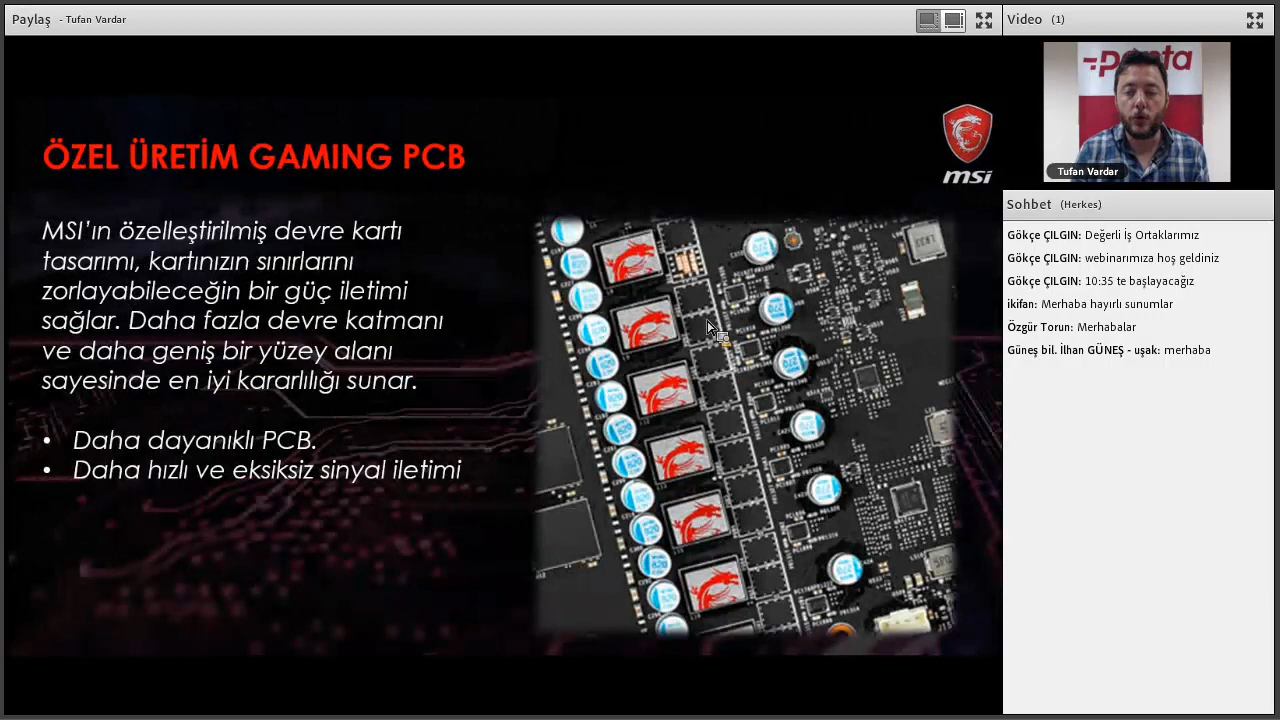 Paylaş - Tufan Vardar
Video (1)
penta
Tufan Vardar
ÖZEL ÜRETİM GAMING PCB
msi
MSI’ın özelleştirilmiş devre kartı
tasarımı, kartınızın sınırlarını
zorlayabileceğin bir güç iletimi
sağlar. Daha fazla devre katmanı
ve daha geniş bir yüzey alanı
sayesinde en iyi kararlılığı sunar.
• Daha dayanıklı PCB.
• Daha hızlı ve eksiksiz sinyal iletimi
Sohbet (Herkes)
Gökçe ÇILGIN: Değerli İş Ortaklarımız
Gökçe ÇILGIN: webinarımıza hoş geldiniz
Gökçe ÇILGIN: 10:35 te başlayacağız
ikifan: Merhaba hayırlı sunumlar
Özgür Torun: Merhabalar
Güneş bil. İlhan GÜNEŞ - uşak: merhaba